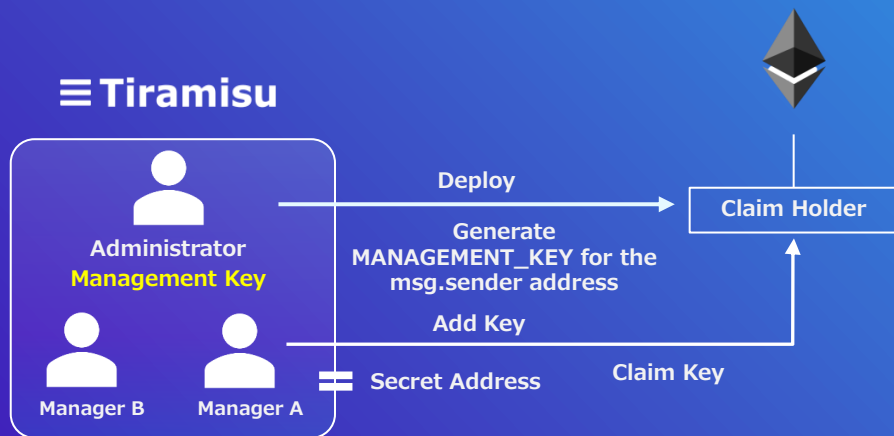 Tiramisu
Deploy
Claim Holder
Administrator
Management Key
Generate
MANAGEMENT_KEY for the
msg.sender address
Add Key
Secret Address
Claim Key
Manager B
Manager A